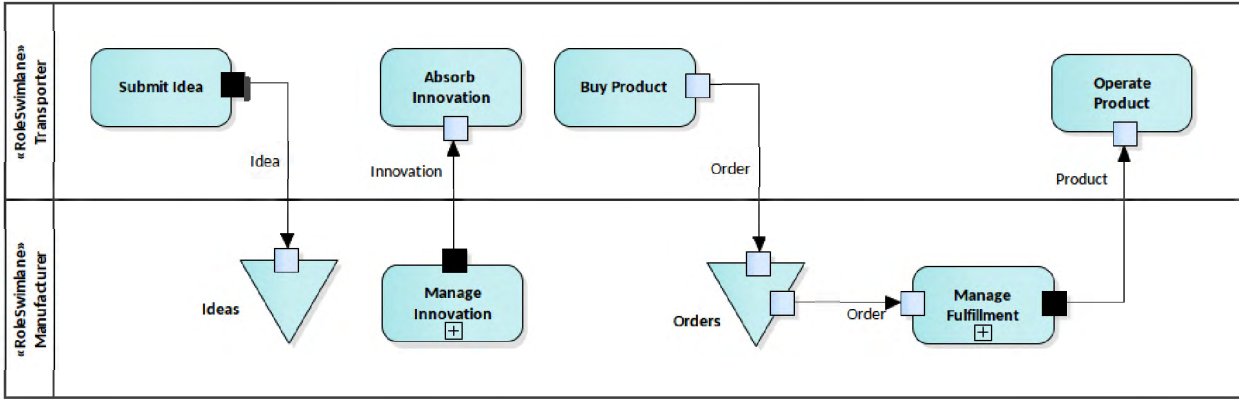 «RoleSwimlane»
Transporter
Submit Idea
Absorb
Innovation
Buy Product
Operate
Product
Idea
Innovation
Order
Product
«RoleSwimlane»
Manufacturer
Ideas
Manage
Innovation
Orders
Order
Manage
Fulfillment